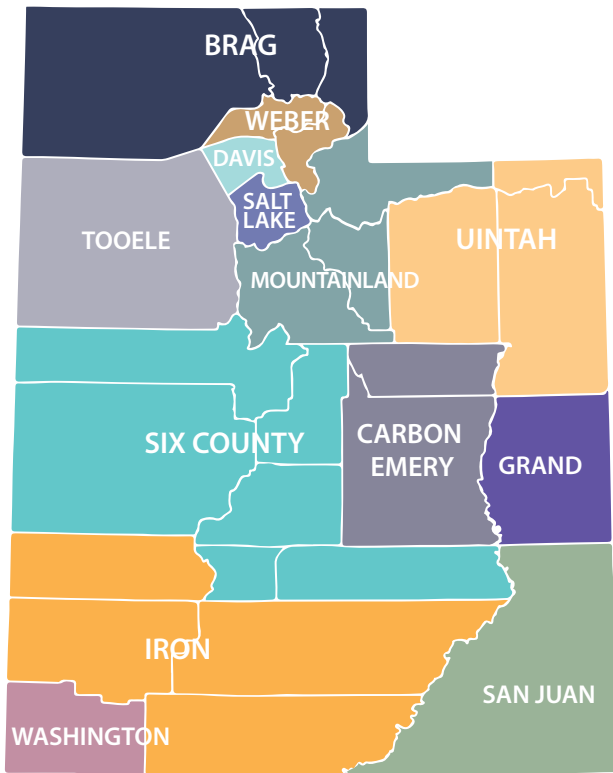 BRAG
WEBER
DAVIS
SALT
LAKE
TOOELE
UINTAH
MOUNTAINLAND
SIX COUNTY
CARBON
EMERY
GRAND
IRON
SAN JUAN
WASHINGTON